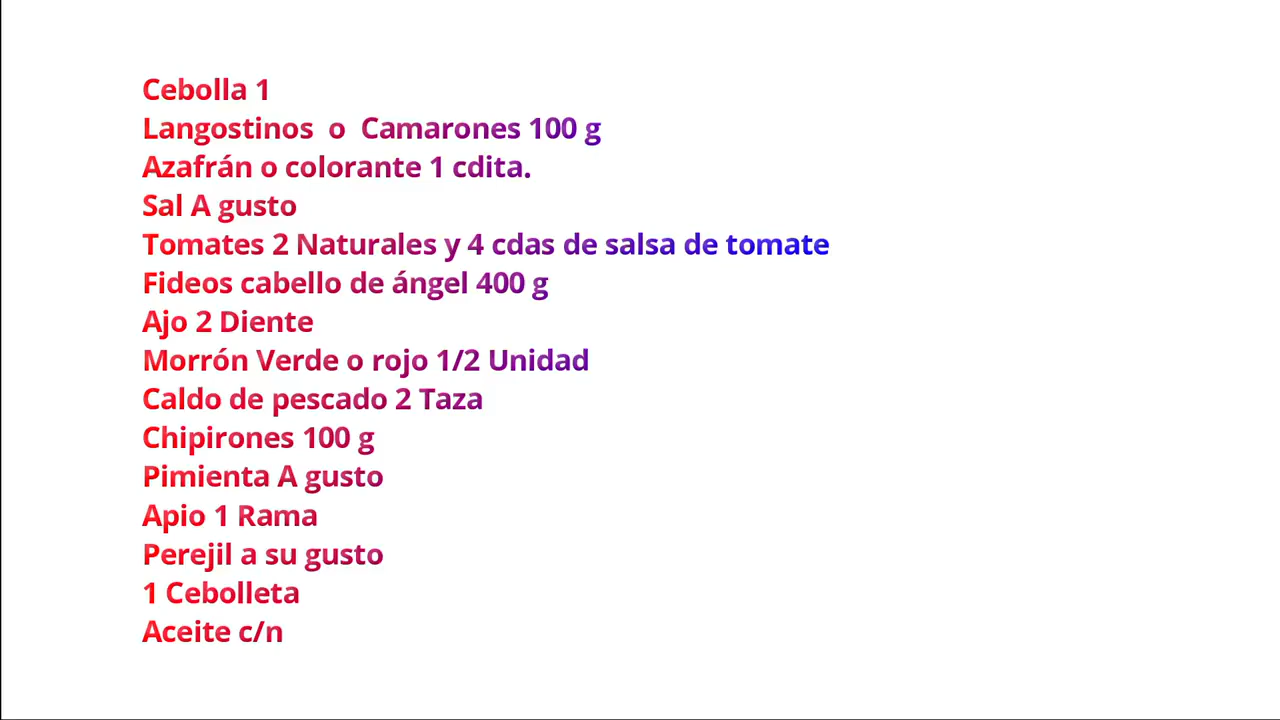 Cebolla 1
Langostinos o Camarones 100 g
Azafrán o colorante 1 cdita.
Sal A gusto
Tomates 2 Naturales y 4 cdas de salsa de tomate
Fideos cabello de ángel 400 g
Ajo 2 Diente
Morrón Verde o rojo 1/2 Unidad
Caldo de pescado 2 Taza
Chipirones 100 g
Pimienta A gusto
Apio 1 Rama
Perejil a su gusto
1 Cebolleta
Aceite c/n